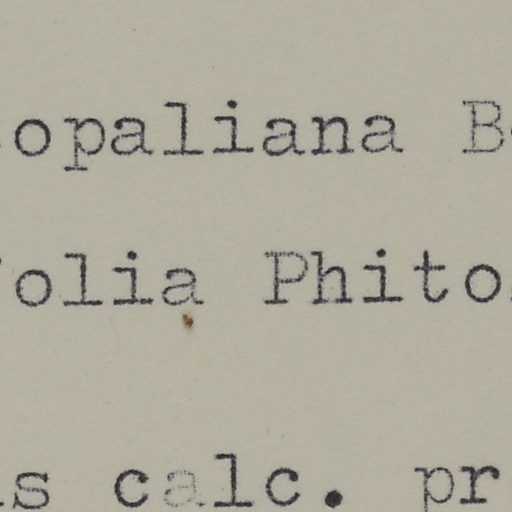 opaliana B
olia Phito
s calc. pr